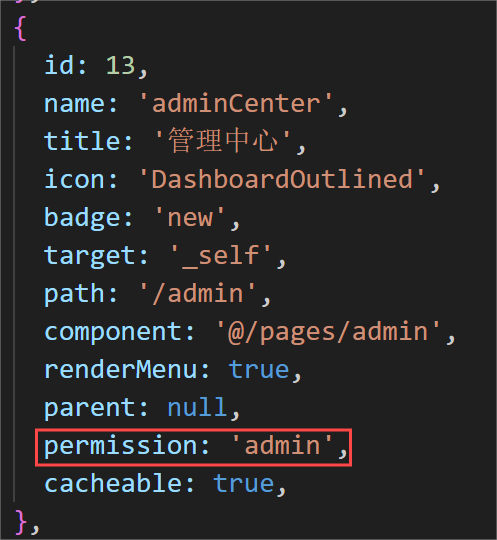 },
{
id: 13,
name: 'adminCenter',
title: '管理中心',
icon: 'DashboardOutlined',
badge: 'new',
target: '_self',
path: '/admin',
component: '@/pages/admin',
renderMenu: true,
parent: null,
permission: 'admin',
cacheable: true,
},